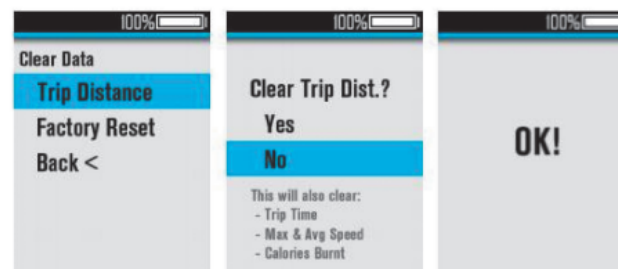 100%
Clear Data
Trip Distance
Factory Reset
Back <
100%
Clear Trip Dist.?
Yes
No
This will also clear:
- Trip Time
- Max & Avg Speed
- Calories Burnt
100%
OK!